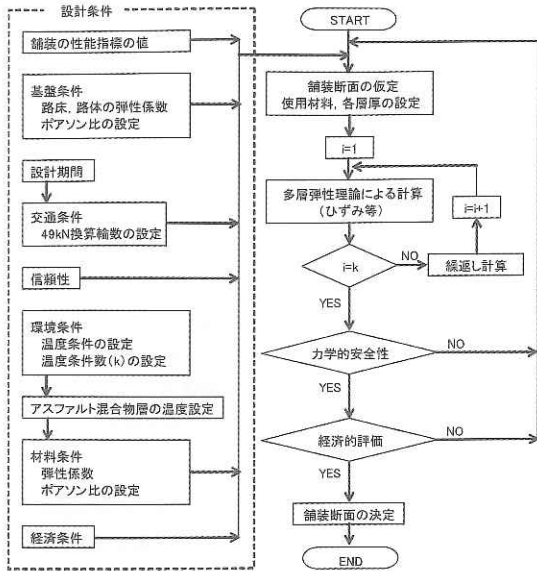 設計条件
舗装の性能指標の値
基盤条件
路床，路体の弾性係数
ポアソン比の設定
設計期間
交通条件
49kN換算輪数の設定
信頼性
環境条件
温度条件の設定
温度条件数(k)の設定
アスファルト混合物層の温度設定
材料条件
弾性係数
ポアソン比の設定
経済条件
START
舗装断面の仮定
使用材料，各層厚の設定
i=1
多層弾性理論による計算
(ひずみ等)
i=i+1
i=k
NO
繰返し計算
YES
力学的安全性
NO
YES
経済的評価
NO
YES
舗装断面の決定
END